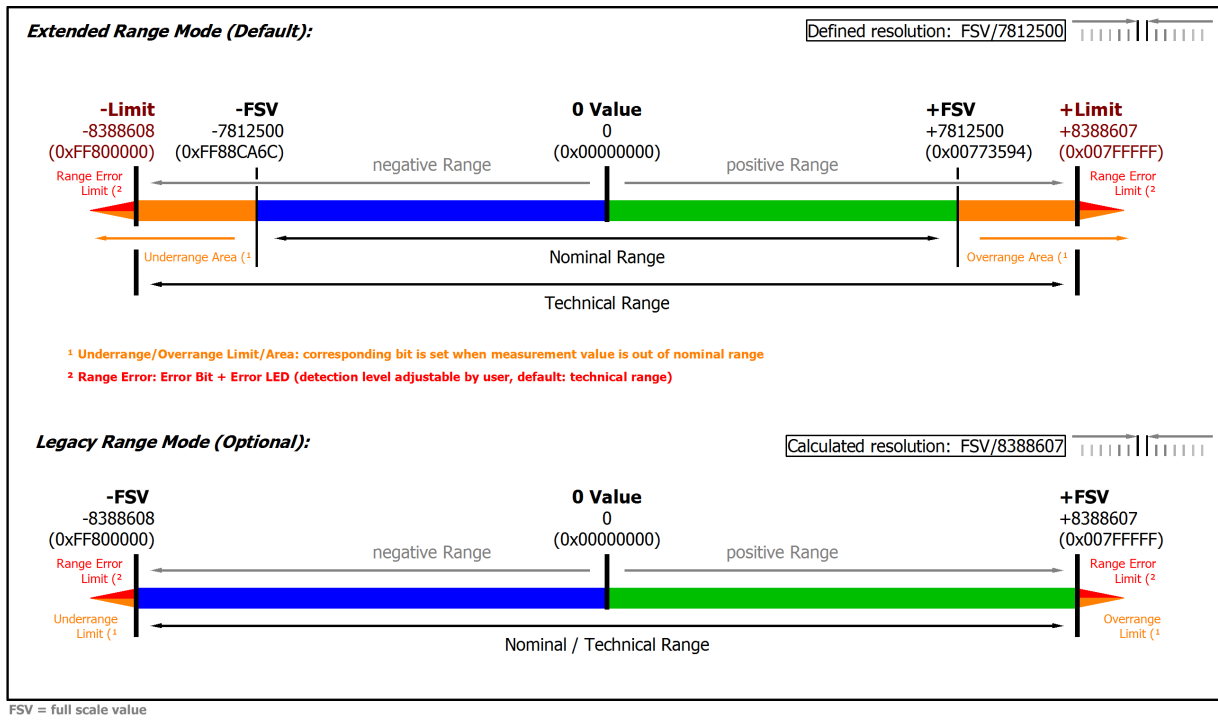 Extended Range Mode (Default):
Defined resolution: FSV/7812500
-Limit
-8388608
(0xFF800000)
-FSV
-7812500
(0xFF88CA6C)
0 Value
0
(0x00000000)
+FSV
+7812500
(0x00773594)
+Limit
+8388607
(0x007FFFFF)
negative Range
positive Range
Range Error
Limit (²
Range Error
Limit (²
Underrange Area (¹
Nominal Range
Overrange Area (¹
Technical Range
¹ Underrange/Overrange Limit/Area: corresponding bit is set when measurement value is out of nominal range
² Range Error: Error Bit + Error LED (detection level adjustable by user, default: technical range)
Legacy Range Mode (Optional):
Calculated resolution: FSV/8388607
-FSV
-8388608
(0xFF800000)
0 Value
0
(0x00000000)
+FSV
+8388607
(0x007FFFFF)
negative Range
positive Range
Range Error
Limit (²
Range Error
Limit (²
Underrange
Limit (¹
Overrange
Limit (¹
Nominal / Technical Range
FSV = full scale value